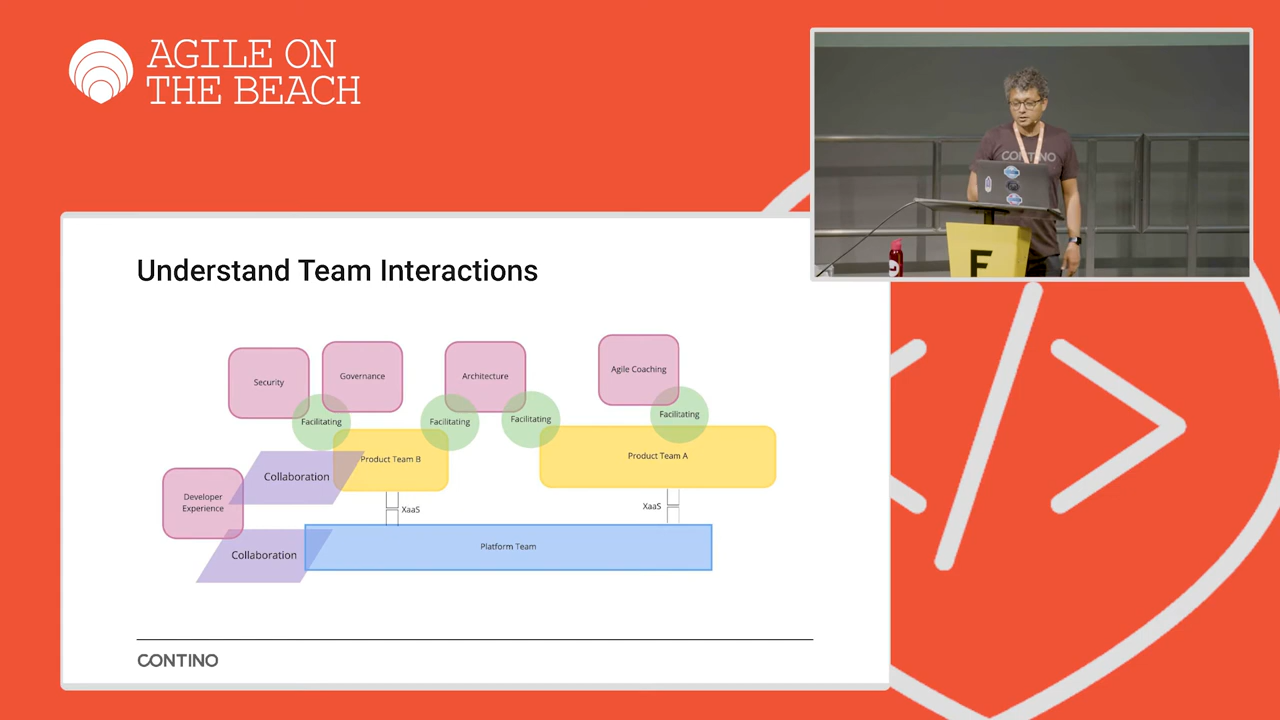 AGILE ON
THE BEACH
CONTINO
F
Understand Team Interactions
Security
Governance
Architecture
Agile Coaching
Facilitating
Facilitating
Facilitating
Facilitating
Product Team B
Product Team A
Collaboration
Developer
Experience
XaaS
XaaS
Collaboration
Platform Team
CONTINO